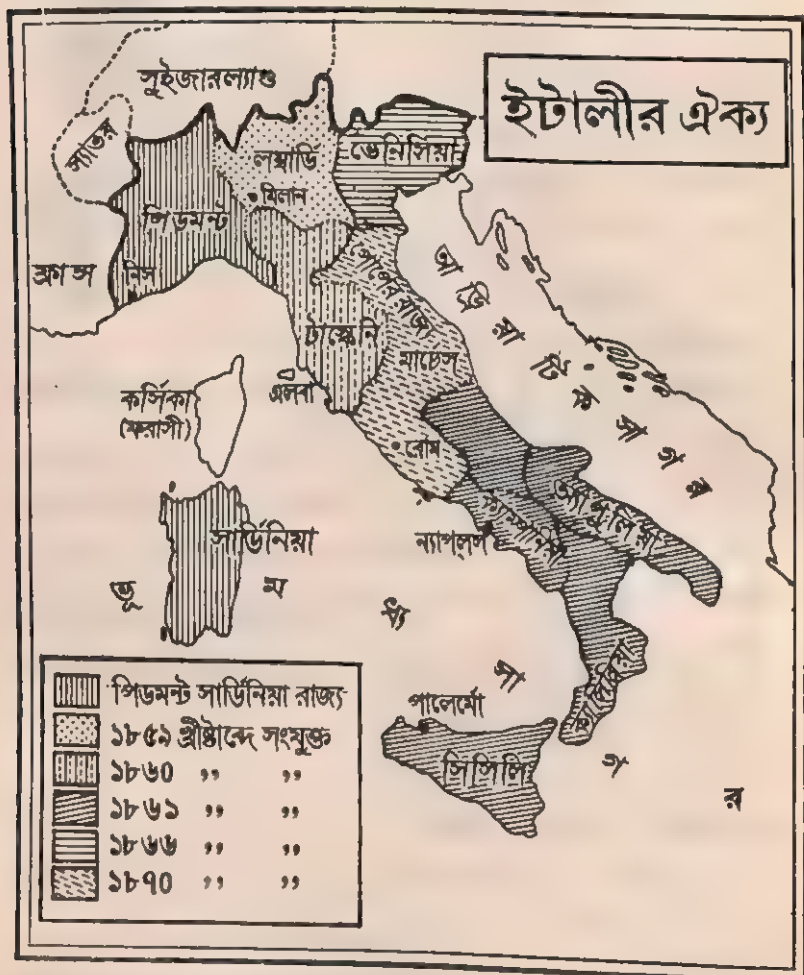 ইটালীর ঐক্য
সুইজারল্যাণ্ড
স্যাভয়
লম্বার্ডি
ভেনিসিয়া
মিলান
পিডমন্ট
ফ্রান্স
নিস
পোপের রাজ্য
টাস্কেনি
মার্চেস
এলবা
কর্সিকা
(ফরাসী)
রোম
আড্রিয়াটিক সাগর
সার্ডিনিয়া
ন্যাপলস
ক্যাম্পানিয়া
অ্যাপুলিয়া
ভূমধ্যসাগর
পালের্মো
সিসিলি
পিডমন্ট সার্ডিনিয়া রাজ্য
১৮৫৯ খ্রীষ্টাব্দে সংযুক্ত
১৮৬০ ,, ,,
১৮৬১ ,, ,,
১৮৬৬ ,, ,,
১৮৭০ ,, ,,